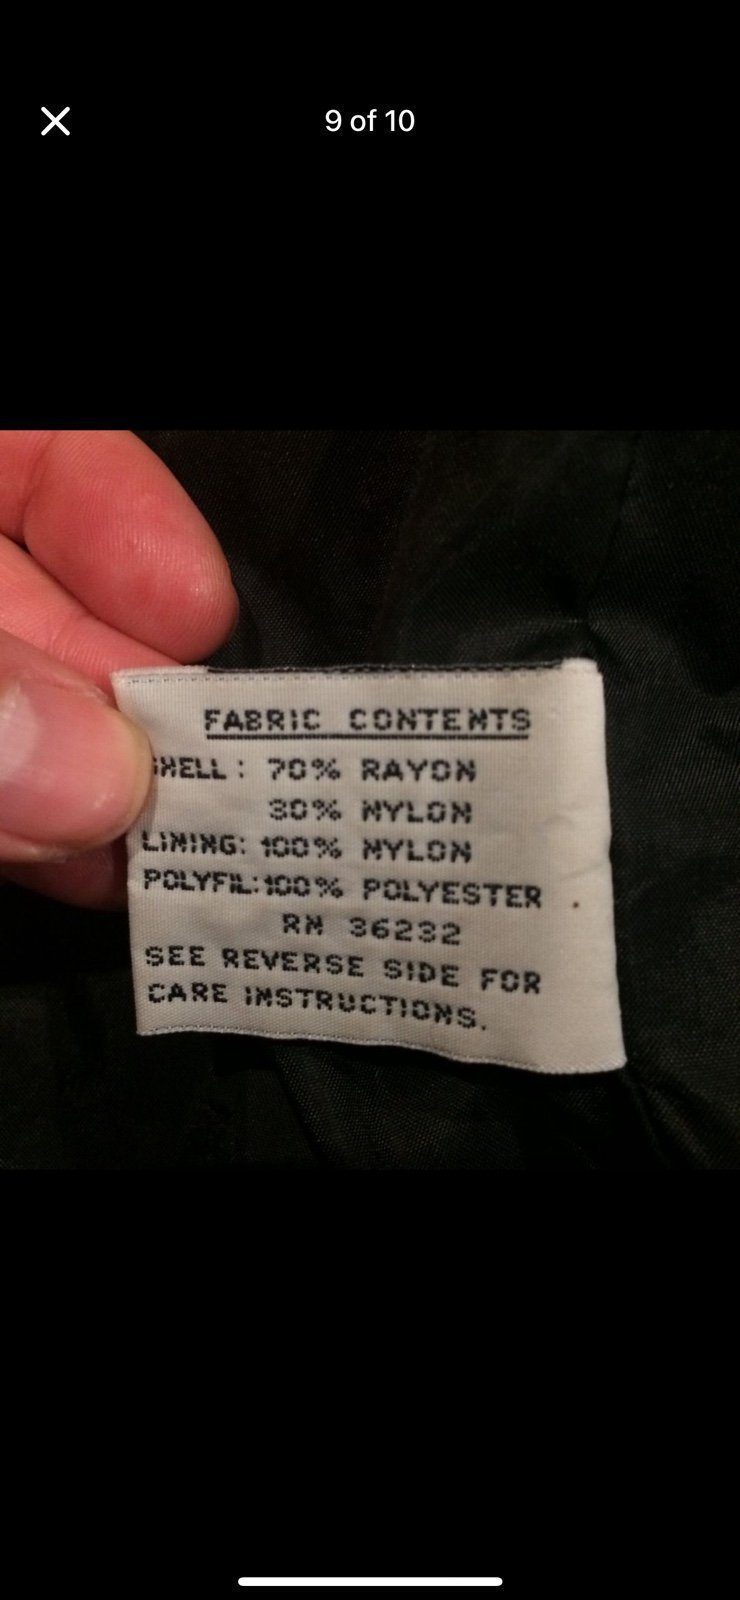 9 of 10
FABRIC CONTENTS
SHELL: 70% RAYON
30% NYLON
LINING: 100% NYLON
POLYFIL: 100% POLYESTER
RN 36232
SEE REVERSE SIDE FOR
CARE INSTRUCTIONS.